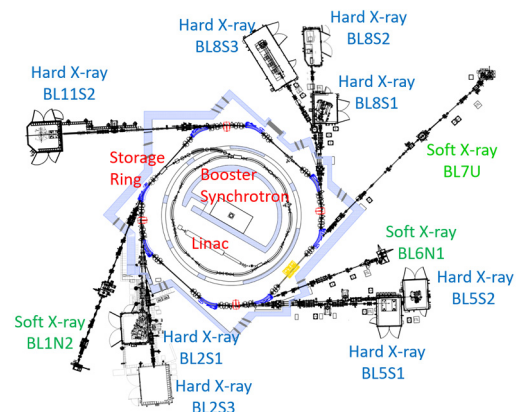 Hard X-ray
BL8S3
Hard X-ray
BL8S2
Hard X-ray
BL11S2
Hard X-ray
BL8S1
Soft X-ray
BL7U
Storage
Ring
Booster
Synchrotron
Linac
Soft X-ray
BL6N1
Hard X-ray
BL5S2
Soft X-ray
BL1N2
Hard X-ray
BL2S1
Hard X-ray
BL5S1
Hard X-ray
BL2S3